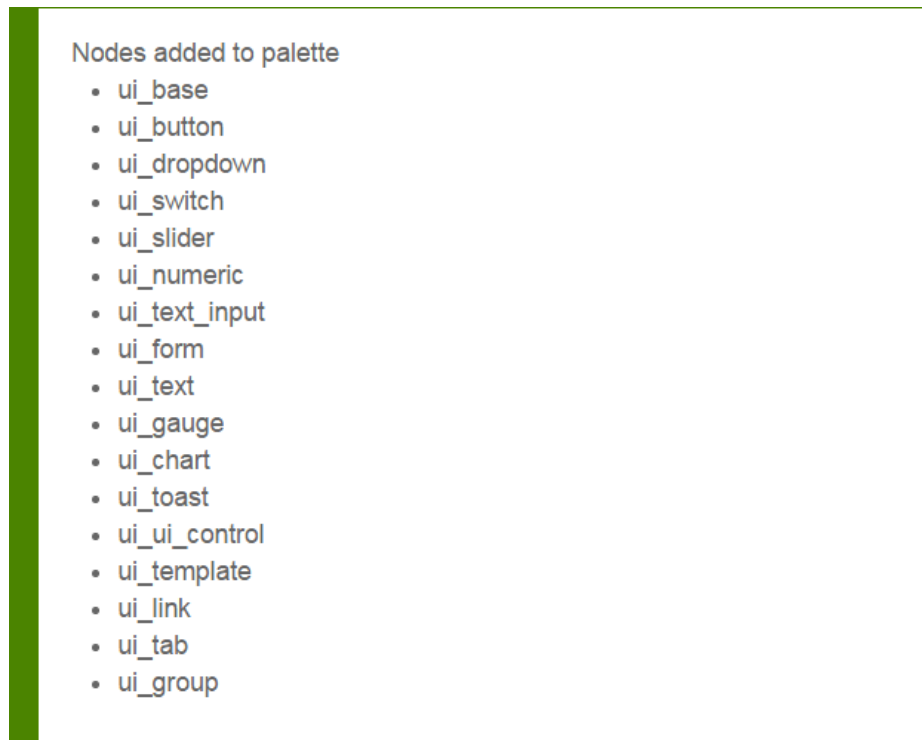 Nodes added to palette
• ui_base
• ui_button
• ui_dropdown
• ui_switch
• ui_slider
• ui_numeric
• ui_text_input
• ui_form
• ui_text
• ui_gauge
• ui_chart
• ui_toast
• ui_ui_control
• ui_template
• ui_link
• ui_tab
• ui_group